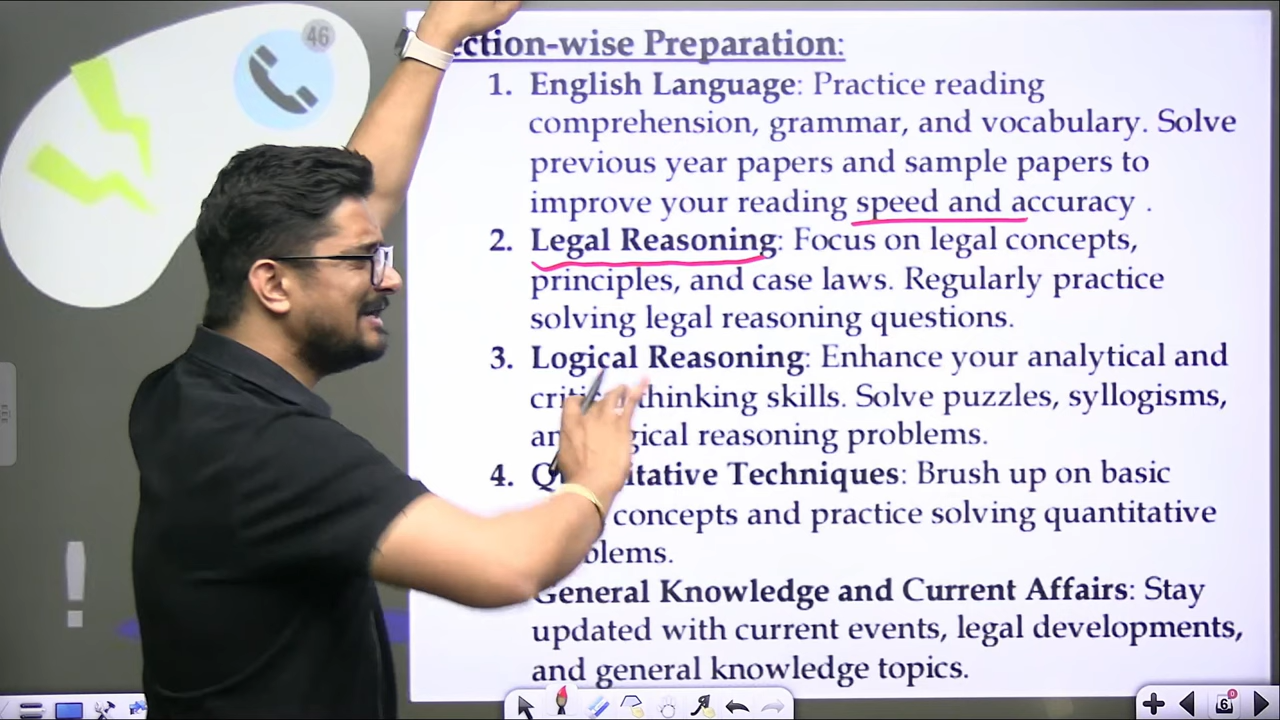 46
ction-wise Preparation:
1. English Language: Practice reading
comprehension, grammar, and vocabulary. Solve
previous year papers and sample papers to
improve your reading speed and accuracy .
2. Legal Reasoning: Focus on legal concepts,
principles, and case laws. Regularly practice
solving legal reasoning questions.
3. Logical Reasoning: Enhance your analytical and
thinking skills. Solve puzzles, syllogisms,
reasoning problems.
4. Techniques: Brush up on basic
concepts and practice solving quantitative
General Knowledge and Current Affairs: Stay
updated with current events, legal developments,
and general knowledge topics.
6